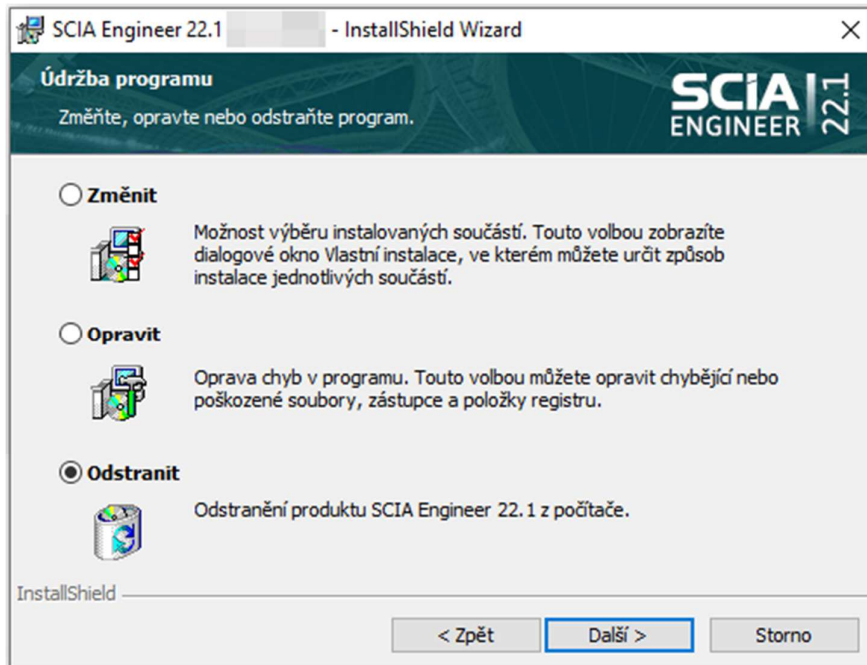 SCIA Engineer 22.1 - InstallShield Wizard
Údržba programu
Změňte, opravte nebo odstraňte program.
SCIA
ENGINEER
22.1
Změnit
Možnost výběru instalovaných součástí. Touto volbou zobrazíte
dialogové okno Vlastní instalace, ve kterém můžete určit způsob
instalace jednotlivých součástí.
Opravit
Oprava chyb v programu. Touto volbou můžete opravit chybějící nebo
poškozené soubory, zástupce a položky registru.
Odstranit
Odstranění produktu SCIA Engineer 22.1 z počítače.
InstallShield
< Zpět
Další >
Storno